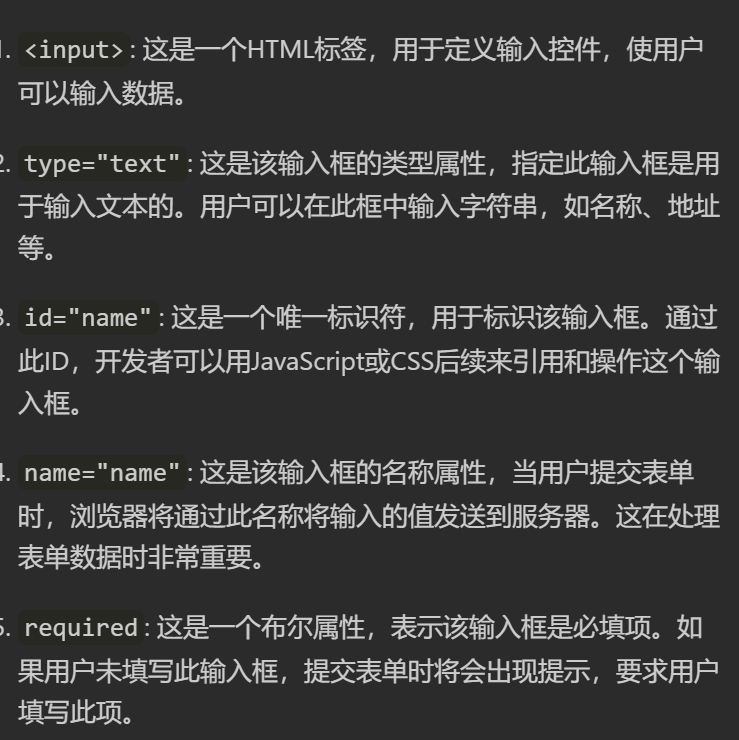 1. <input>: 这是一个HTML标签，用于定义输入控件，使用户
可以输入数据。
2. type="text": 这是该输入框的类型属性，指定此输入框是用
于输入文本的。用户可以在此框中输入字符串，如名称、地址
等。
3. id="name": 这是一个唯一标识符，用于标识该输入框。通过
此ID，开发者可以用JavaScript或CSS后续来引用和操作这个输
入框。
4. name="name": 这是该输入框的名称属性，当用户提交表单
时，浏览器将通过此名称将输入的值发送到服务器。这在处理
表单数据时非常重要。
5. required: 这是一个布尔属性，表示该输入框是必填项。如
果用户未填写此输入框，提交表单时将会出现提示，要求用户
填写此项。